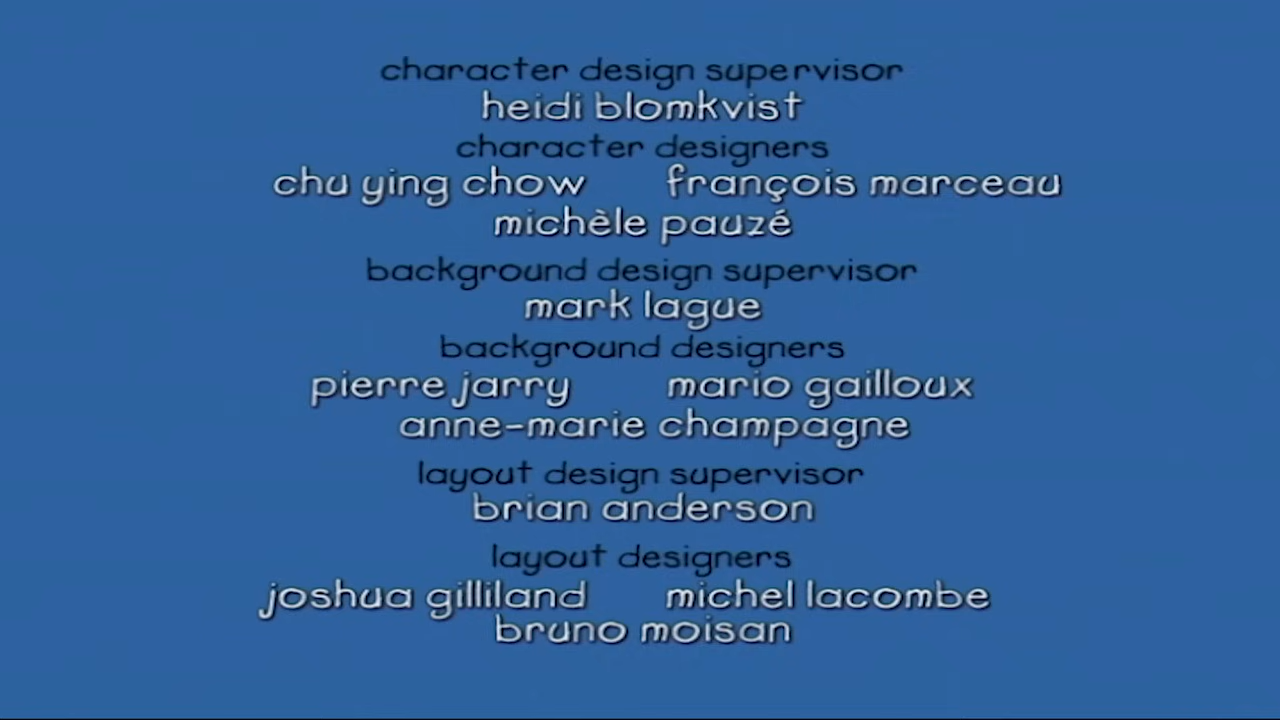 character design supervisor
heidi blomkvist
character designers
chu ying chow françois marceau
michèle pauzé
background design supervisor
mark lague
background designers
pierre jarry mario gailloux
anne-marie champagne
layout design supervisor
brian anderson
layout designers
joshua gilliland michel lacombe
bruno moisan